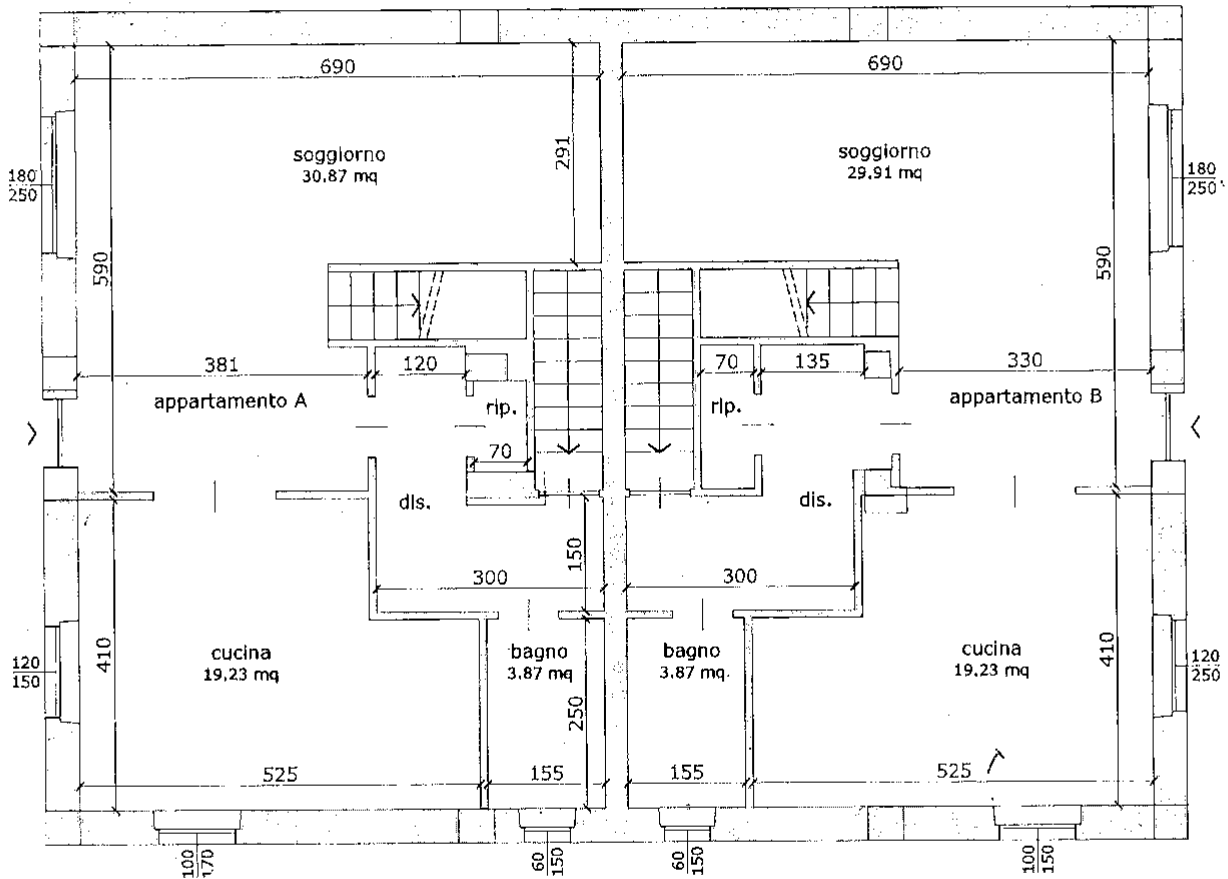 690
690
soggiorno
30.87 mq
291
soggiorno
29.91 mq
180
250
180
250
590
590
381
120
70
135
330
appartamento A
rip.
rip.
appartamento B
70
dis.
dis.
150
300
300
410
410
120
150
cucina
19,23 mq
bagno
3.87 mq
bagno
3.87 mq.
cucina
19,23 mq
120
250
250
525
155
155
525
100
170
60
150
60
150
100
150